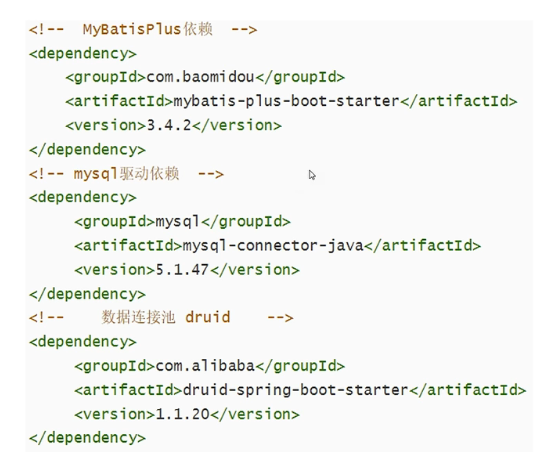 <!--  MyBatisPlus依赖  -->
<dependency>
    <groupId>com.baomidou</groupId>
    <artifactId>mybatis-plus-boot-starter</artifactId>
    <version>3.4.2</version>
</dependency>
<!-- mysql驱动依赖  -->
<dependency>
     <groupId>mysql</groupId>
     <artifactId>mysql-connector-java</artifactId>
     <version>5.1.47</version>
</dependency>
<!--    数据连接池 druid    -->
<dependency>
     <groupId>com.alibaba</groupId>
     <artifactId>druid-spring-boot-starter</artifactId>
     <version>1.1.20</version>
</dependency>